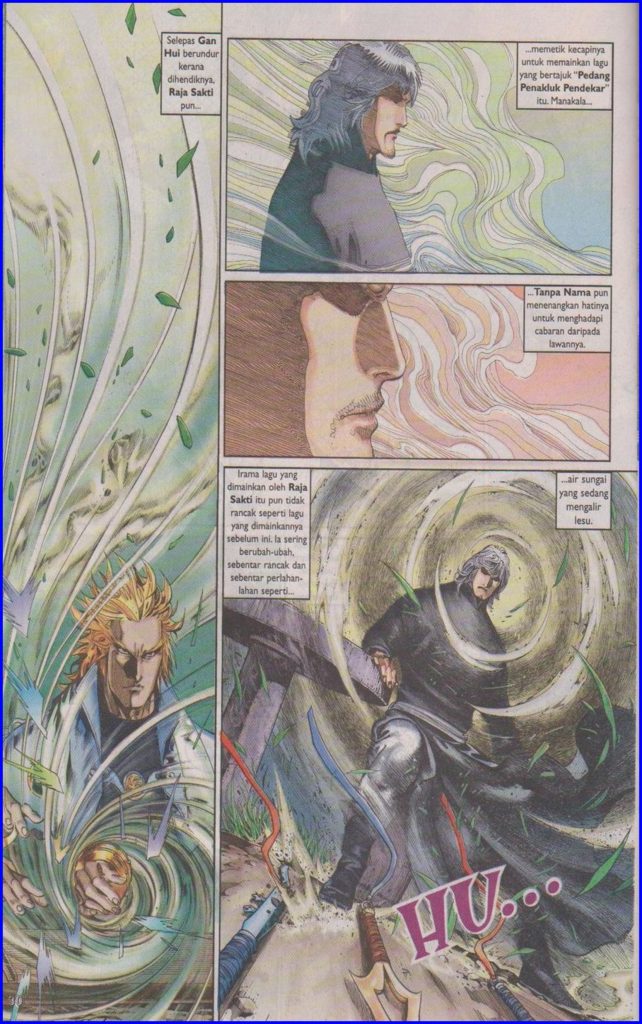 Selepas Gan
Hui berundur
kerana
dihendiknya,
Raja Sakti
pun...
...memetik kecapinya
untuk memainkan lagu
yang bertajuk "Pedang
Penakluk Pendekar"
itu. Manakala...
...Tanpa Nama pun
menenangkan hatinya
untuk menghadapi
cabaran daripada
lawannya.
Irama lagu yang
dimainkan oleh Raja
Sakti itu pun tidak
rancak seperti lagu
yang dimainkannya
sebelum ini. Ia sering
berubah-ubah,
sebentar rancak dan
sebentar perlahan-
lahan seperti...
...air sungai
yang sedang
mengalir
lesu.
HU...